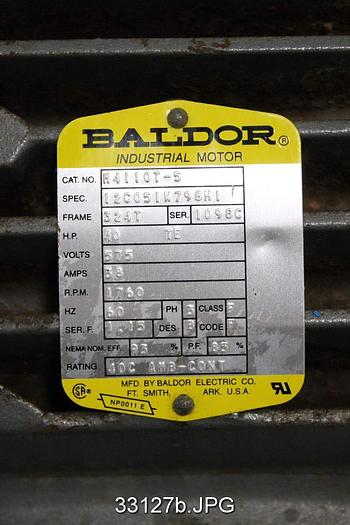 BALDOR®
INDUSTRIAL MOTOR
CAT. NO. M4110T-5
SPEC. 12C051W798H1
FRAME 324T SER. 1098C
H.P. 40 TE
VOLTS 575
AMPS 38
R.P.M. 1760
HZ 60 PH 3 CLASS F
SER. F. 1.15 DES B CODE
NEMA NOM. EFF. 93 % P.F. 85 %
RATING 40C AMB-CONT
MFD. BY BALDOR ELECTRIC CO.
FT. SMITH, ARK. U.S.A.
NP0011 E
33127b.JPG